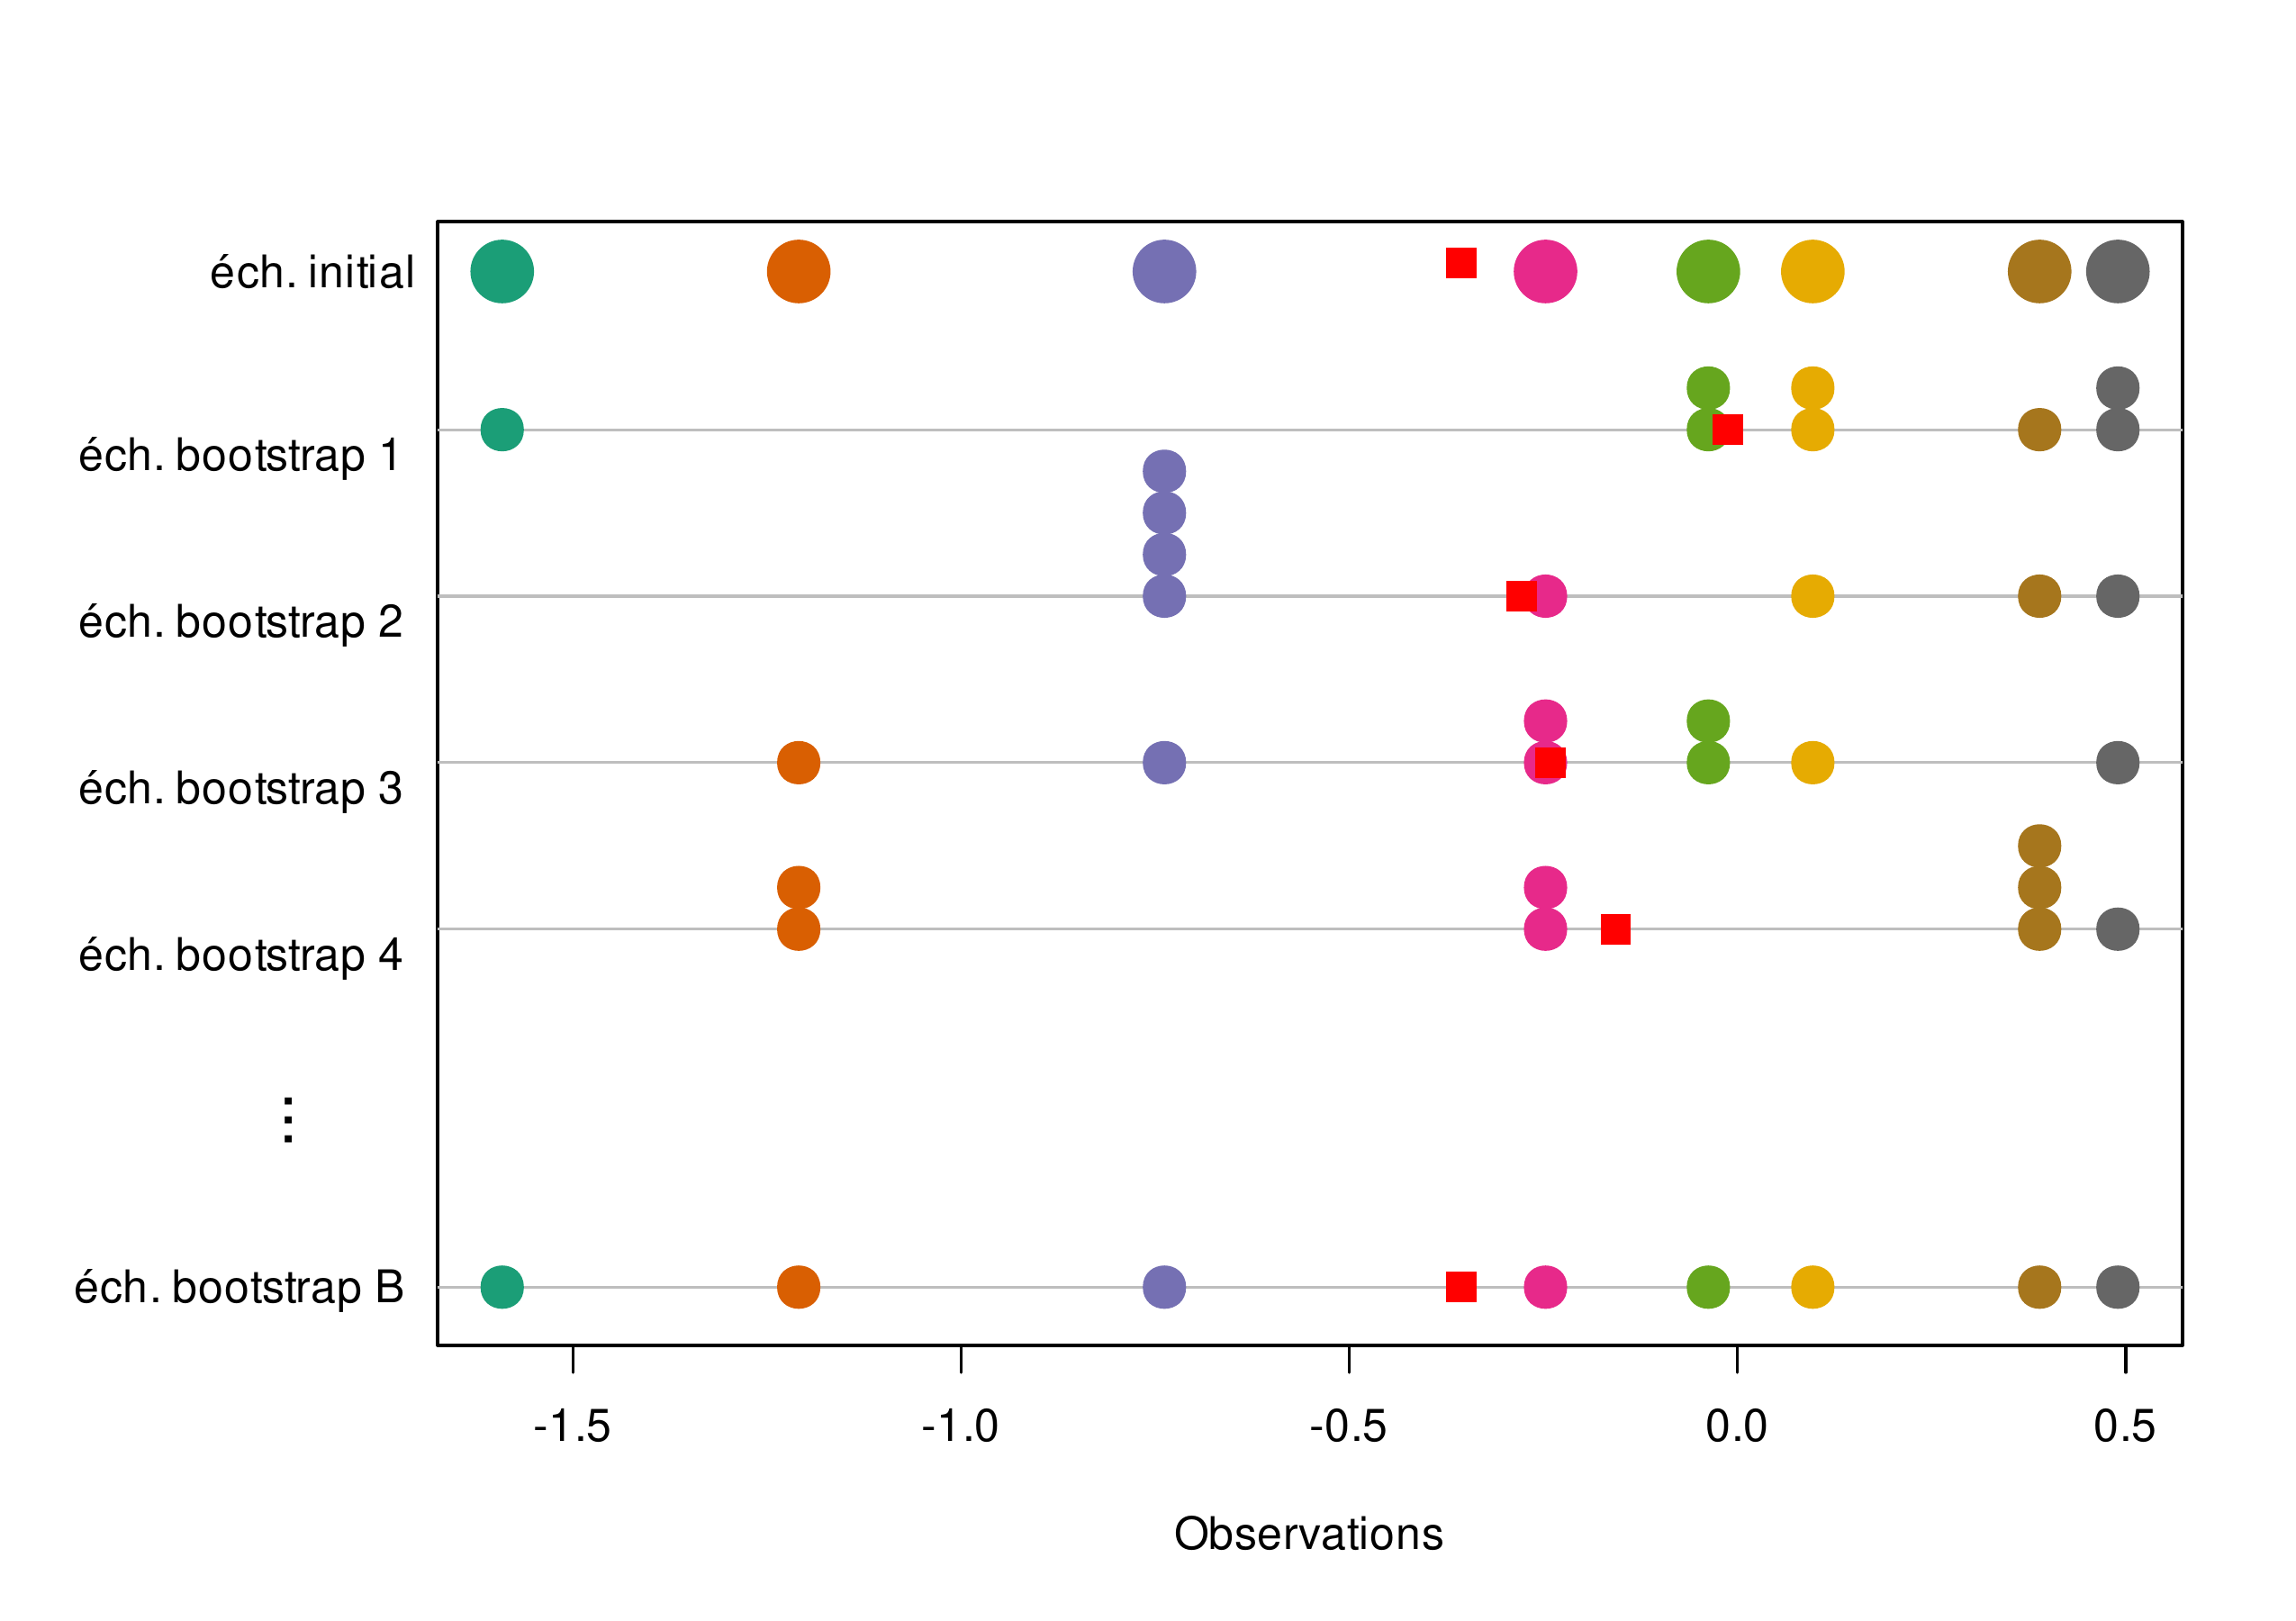 éch. initial
éch. bootstrap 1
éch. bootstrap 2
éch. bootstrap 3
éch. bootstrap 4
⋮
éch. bootstrap B
-1.5 -1.0 -0.5 0.0 0.5
Observations